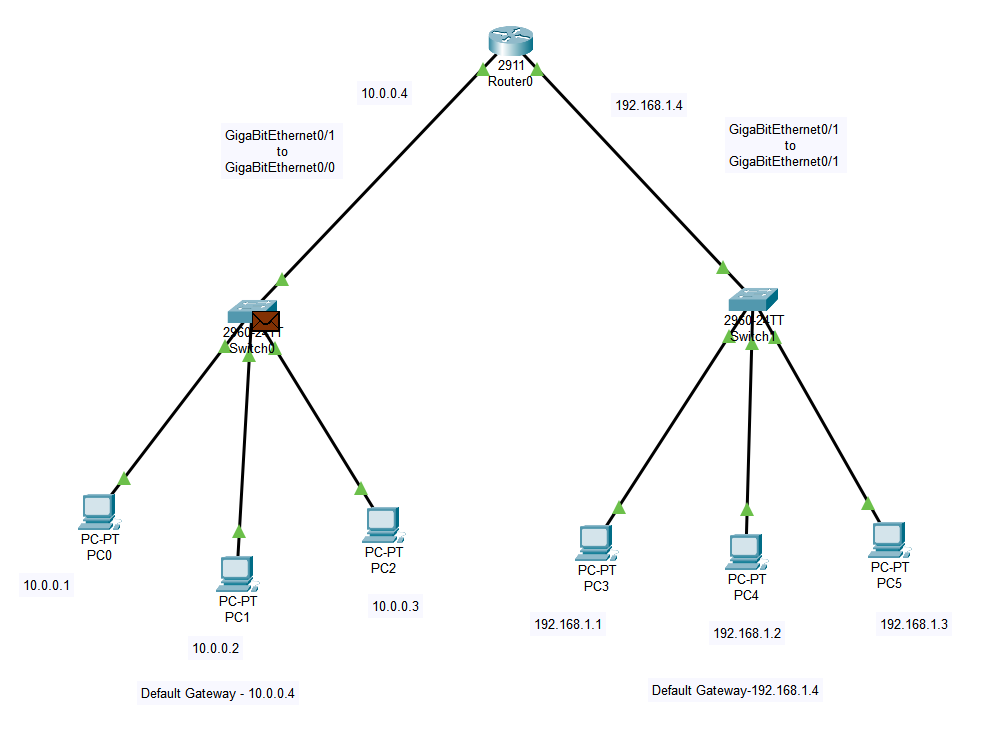 2911
Router0
10.0.0.4
192.168.1.4
GigaBitEthernet0/1
to
GigaBitEthernet0/0
GigaBitEthernet0/1
to
GigaBitEthernet0/1
2960-24TT
Switch0
2960-24TT
Switch1
PC-PT
PC0
10.0.0.1
PC-PT
PC1
10.0.0.2
PC-PT
PC2
10.0.0.3
Default Gateway - 10.0.0.4
PC-PT
PC3
192.168.1.1
PC-PT
PC4
192.168.1.2
PC-PT
PC5
192.168.1.3
Default Gateway-192.168.1.4